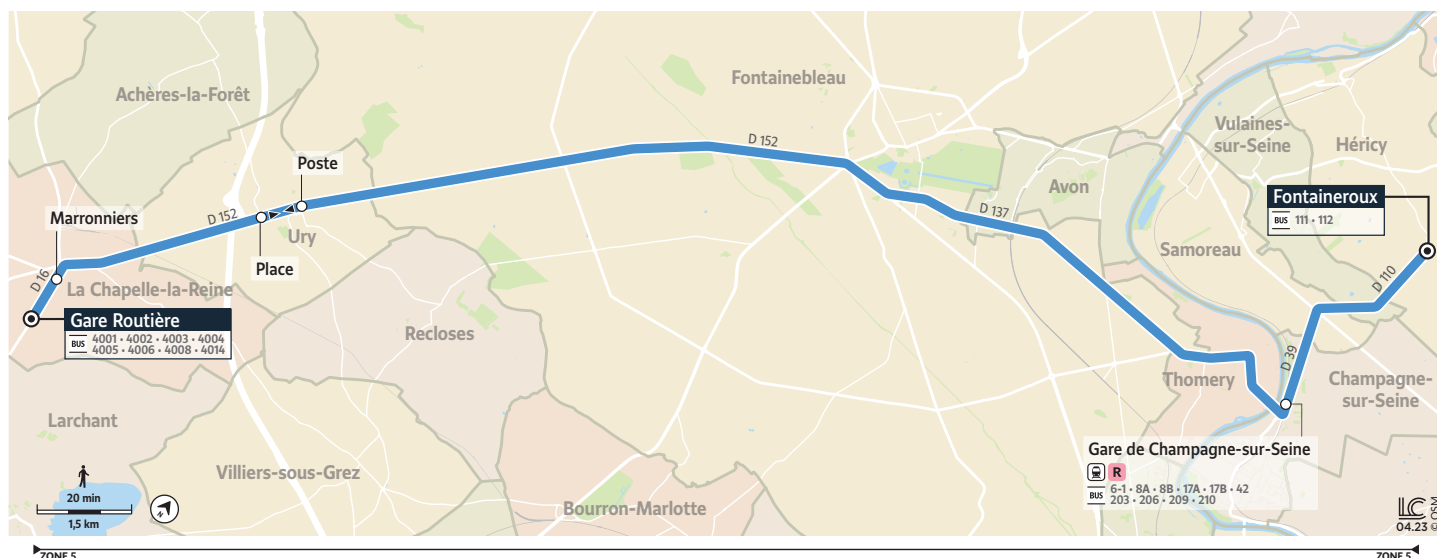 Achères-la-Forêt
Fontainebleau
Vulaines-
sur-Seine
Héricy
D 152
Poste
Avon
Fontaineroux
BUS 111 • 112
Marronniers
D 152
Ury
D 137
Samoreau
Place
D 16
La Chapelle-la-Reine
D 110
Gare Routière
BUS 4001 • 4002 • 4003 • 4004
4005 • 4006 • 4008 • 4014
Recloses
D 39
Thomery
Champagne-
sur-Seine
Larchant
Gare de Champagne-sur-Seine
R
BUS 6-1 • 8A • 8B • 17A • 17B • 42
203 • 206 • 209 • 210
Villiers-sous-Grez
Bourron-Marlotte
20 min
1,5 km
N
LC
04.23 © OSM
ZONE 5
ZONE 5